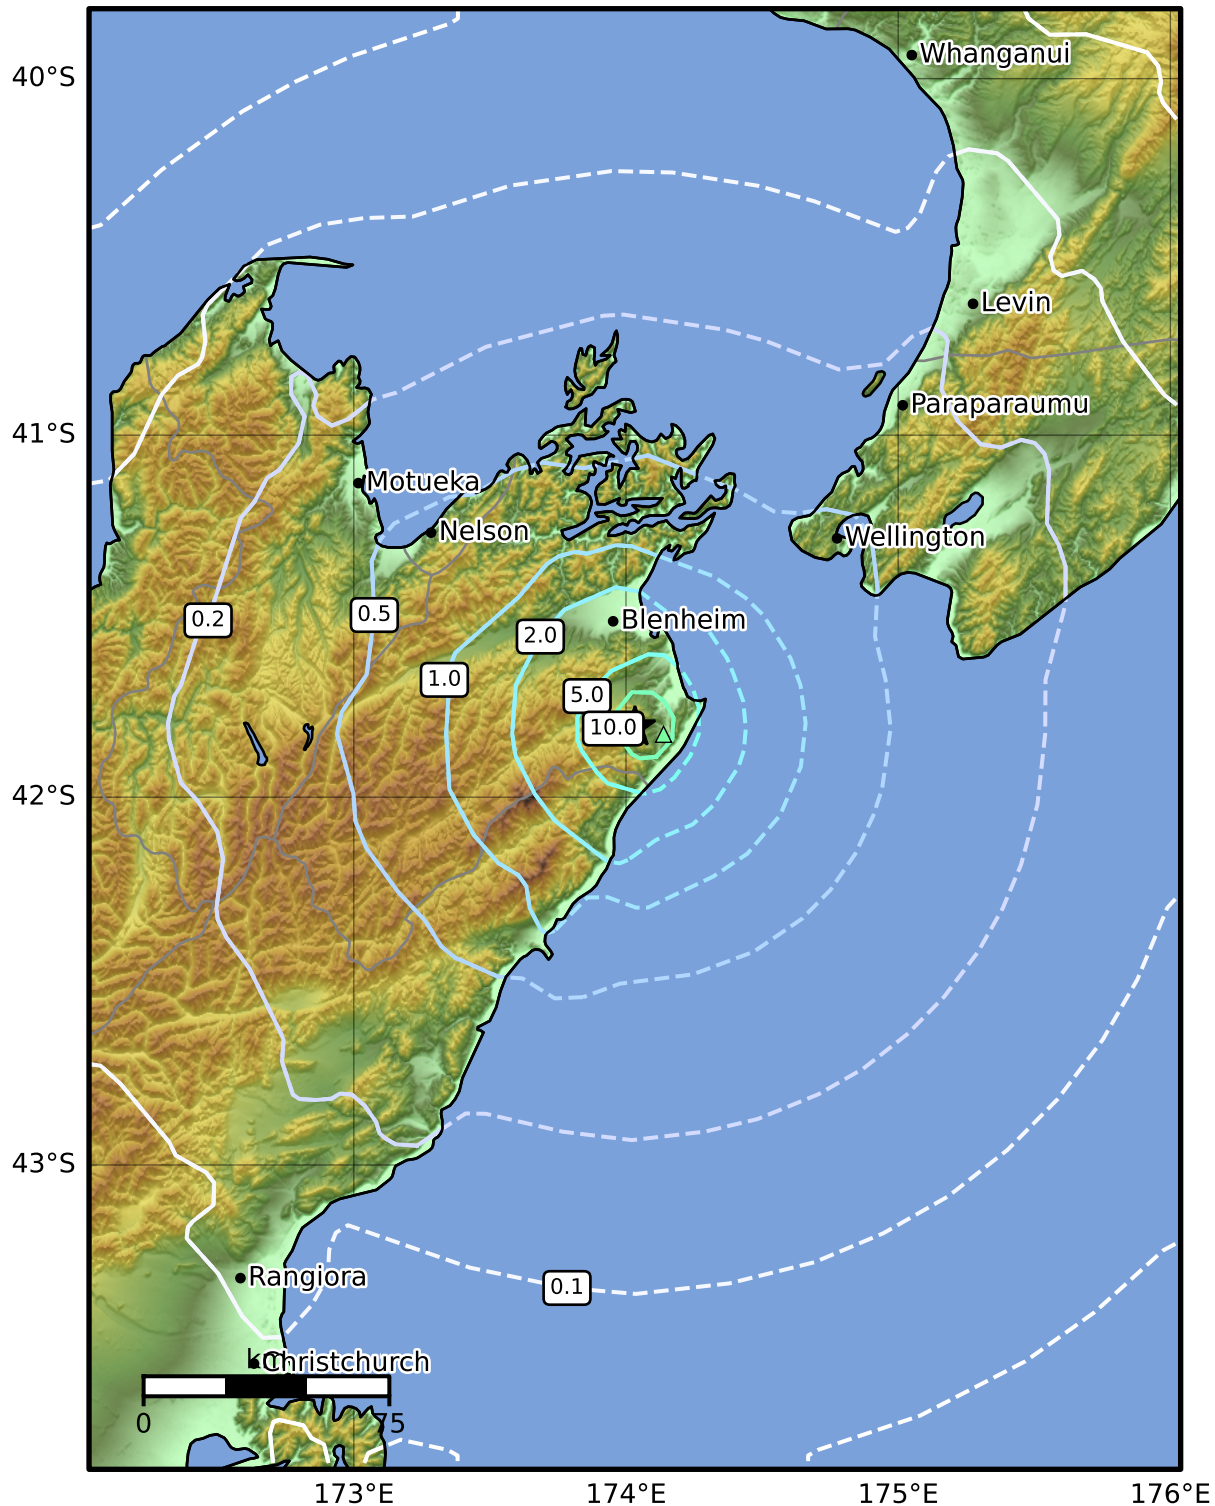 Whanganui
40°S
Levin
Paraparaumu
41°S
Motueka
Nelson
Wellington
0.2
0.5
Blenheim
2.0
1.0
5.0
10.0
42°S
43°S
Rangiora
0.1
km
Christchurch
0
75
173°E
174°E
175°E
176°E